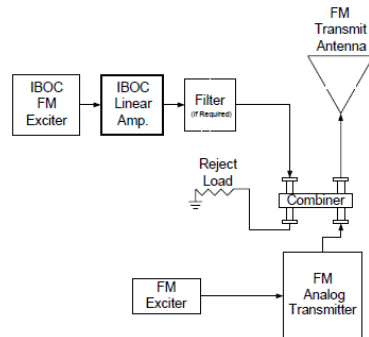 FM
Transmit
Antenna
IBOC
FM
Exciter
IBOC
Linear
Amp.
Filter
(If Required)
Reject
Load
Combiner
FM
Exciter
FM
Analog
Transmitter